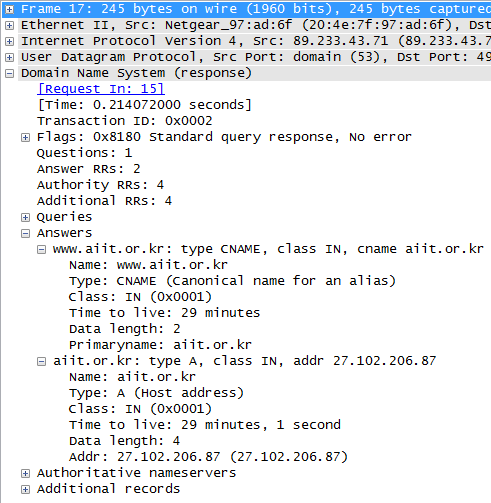 Frame 17: 245 bytes on wire (1960 bits), 245 bytes captured
Ethernet II, Src: Netgear_97:ad:6f (20:4e:7f:97:ad:6f), Dst
Internet Protocol Version 4, Src: 89.233.43.71 (89.233.43.7
User Datagram Protocol, Src Port: domain (53), Dst Port: 49
Domain Name System (response)
[Request In: 15]
[Time: 0.214072000 seconds]
Transaction ID: 0x0002
Flags: 0x8180 Standard query response, No error
Questions: 1
Answer RRs: 2
Authority RRs: 4
Additional RRs: 4
Queries
Answers
www.aiit.or.kr: type CNAME, class IN, cname aiit.or.kr
Name: www.aiit.or.kr
Type: CNAME (Canonical name for an alias)
Class: IN (0x0001)
Time to live: 29 minutes
Data length: 2
Primaryname: aiit.or.kr
aiit.or.kr: type A, class IN, addr 27.102.206.87
Name: aiit.or.kr
Type: A (Host address)
Class: IN (0x0001)
Time to live: 29 minutes, 1 second
Data length: 4
Addr: 27.102.206.87 (27.102.206.87)
Authoritative nameservers
Additional records